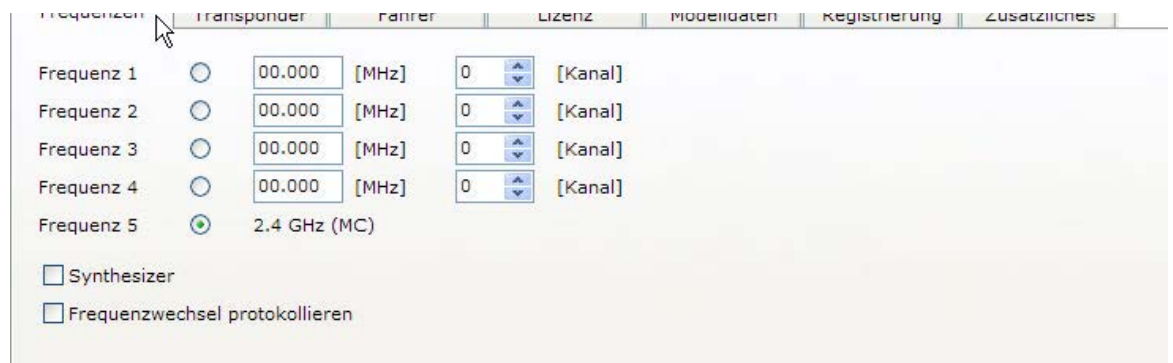 Frequenzen Transponder Fahrer Lizenz Modelldaten Registrierung Zusätzliches
Frequenz 1 00.000 [MHz] 0 [Kanal]
Frequenz 2 00.000 [MHz] 0 [Kanal]
Frequenz 3 00.000 [MHz] 0 [Kanal]
Frequenz 4 00.000 [MHz] 0 [Kanal]
Frequenz 5 2.4 GHz (MC)
Synthesizer
Frequenzwechsel protokollieren